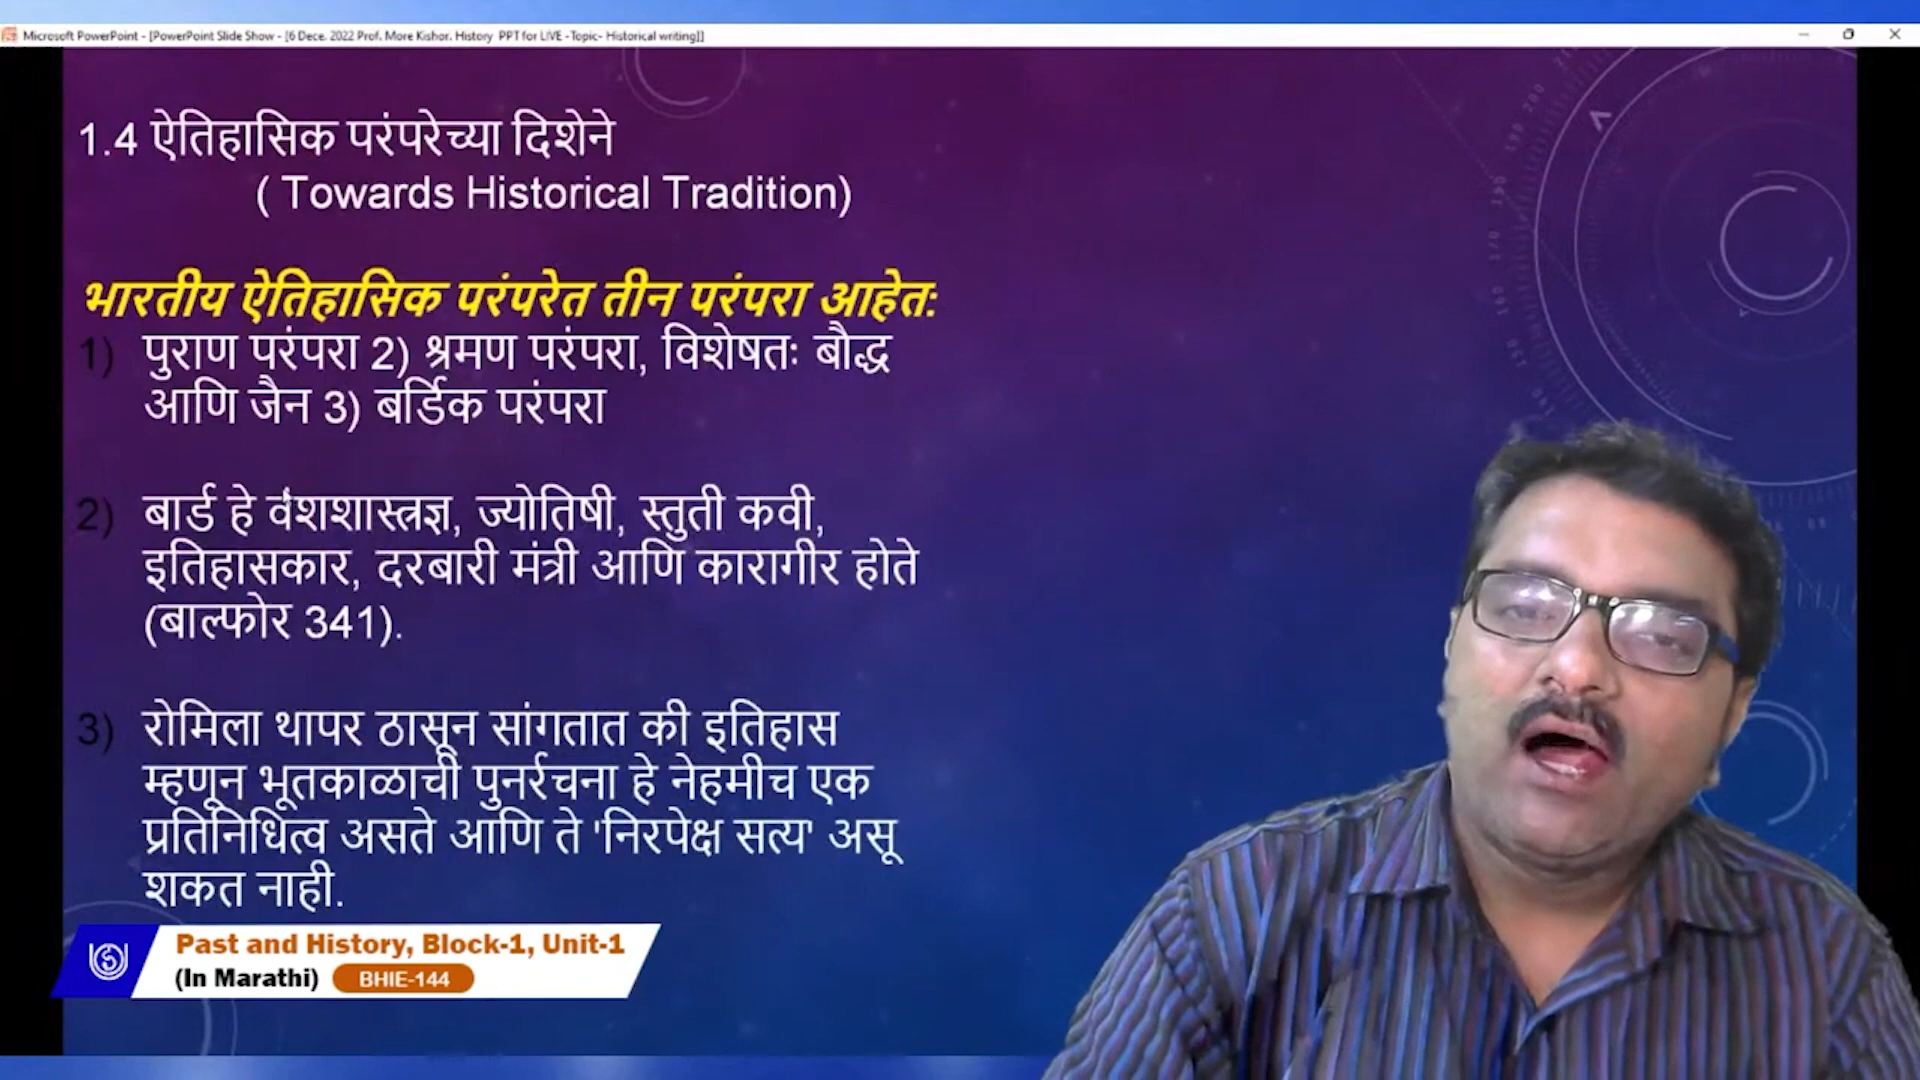 Microsoft PowerPoint - [PowerPoint Slide Show - [6 Dece. 2022 Prof. More Kishor. History PPT for LIVE -Topic- Historical writing]]
1.4 ऐतिहासिक परंपरेच्या दिशेने
( Towards Historical Tradition)
भारतीय ऐतिहासिक परंपरेत तीन परंपरा आहेत:
1) पुराण परंपरा 2) श्रमण परंपरा, विशेषतः बौद्ध
आणि जैन 3) बर्डिक परंपरा
2) बार्ड हे वंशशास्त्रज्ञ, ज्योतिषी, स्तुती कवी,
इतिहासकार, दरबारी मंत्री आणि कारागीर होते
(बाल्फोर 341).
3) रोमिला थापर ठासून सांगतात की इतिहास
म्हणून भूतकाळाची पुनर्रचना हे नेहमीच एक
प्रतिनिधित्व असते आणि ते 'निरपेक्ष सत्य' असू
शकत नाही.
Past and History, Block-1, Unit-1
(In Marathi) BHIE-144